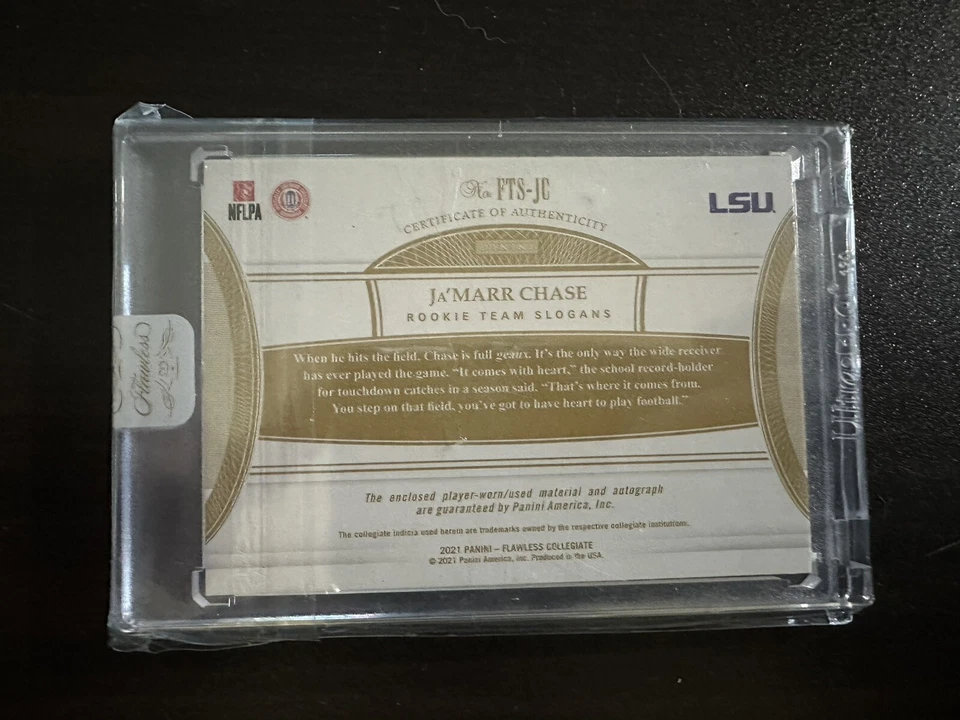 No. FTS-JC
CERTIFICATE OF AUTHENTICITY
NFLPA
LSU
PANINI
JA'MARR CHASE
ROOKIE TEAM SLOGANS
When he hits the field, Chase is full geaux. It's the only way the wide receiver
has ever played the game. "It comes with heart," the school record-holder
for touchdown catches in a season said. "That's where it comes from.
You step on that field, you've got to have heart to play football."
Flawless
The enclosed player-worn/used material and autograph
are guaranteed by Panini America, Inc.
The collegiate indicia used herein are trademarks owned by the respective collegiate institutions.
2021 PANINI – FLAWLESS COLLEGIATE
© 2021 Panini America, Inc. Produced in the USA.